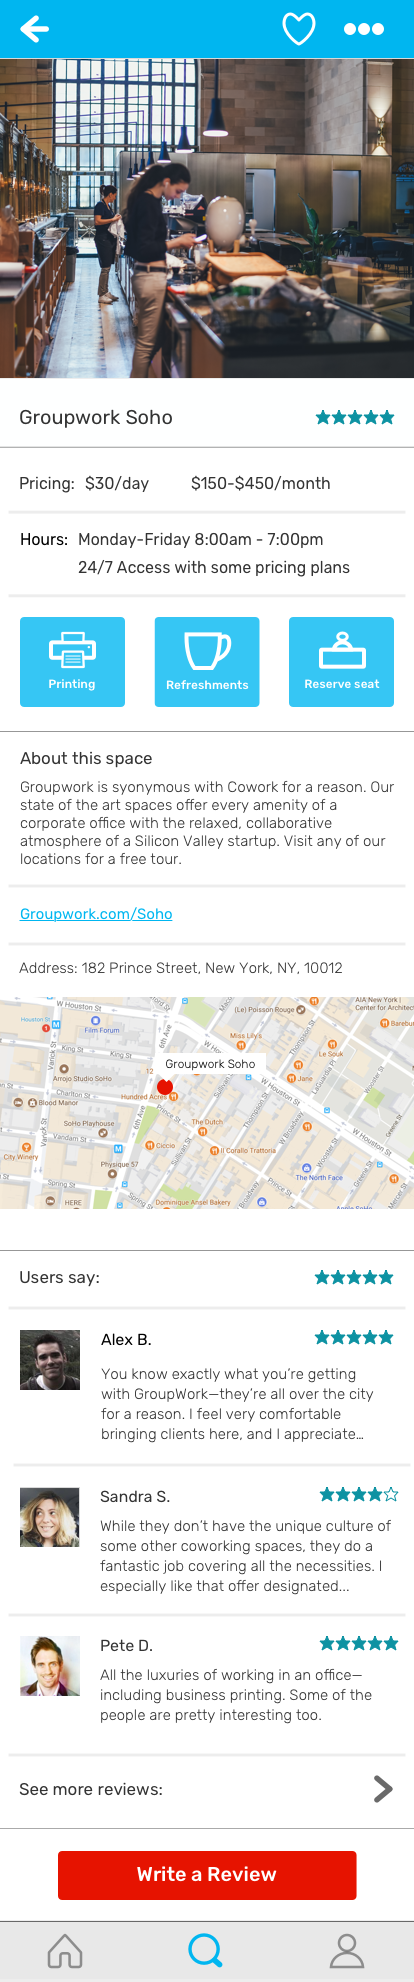 Groupwork Soho
Pricing: $30/day $150-$450/month
Hours: Monday-Friday 8:00am - 7:00pm
24/7 Access with some pricing plans
Printing
Refreshments
Reserve seat
About this space
Groupwork is syonymous with Cowork for a reason. Our
state of the art spaces offer every amenity of a
corporate office with the relaxed, collaborative
atmosphere of a Silicon Valley startup. Visit any of our
locations for a free tour.
Groupwork.com/Soho
Address: 182 Prince Street, New York, NY, 10012
W Houston St
AIA New York |
Center for Architect
(Le) Poisson Rouge
Houston St
1
M
Film Forum
W Houston St
6th Ave
Barebur
Miss Lily's
Thompson St
Le Souk
Varick St
King St
Groupwork Soho
Arrojo Studio SoHo
12
Jane
Hundred Acres
Blood Manor
SoHo Playhouse
Vandam St
The Dutch
W Houston St
City Winery
M
Ciccio
Il Corallo Trattoria
Physique 57
Spring St
The North Face
HERE
Dominique Ansel Bakery
Spring St
Users say:
Alex B.
You know exactly what you're getting
with GroupWork—they're all over the city
for a reason. I feel very comfortable
bringing clients here, and I appreciate...
Sandra S.
While they don't have the unique culture of
some other coworking spaces, they do a
fantastic job covering all the necessities. I
especially like that offer designated...
Pete D.
All the luxuries of working in an office—
including business printing. Some of the
people are pretty interesting too.
See more reviews:
Write a Review